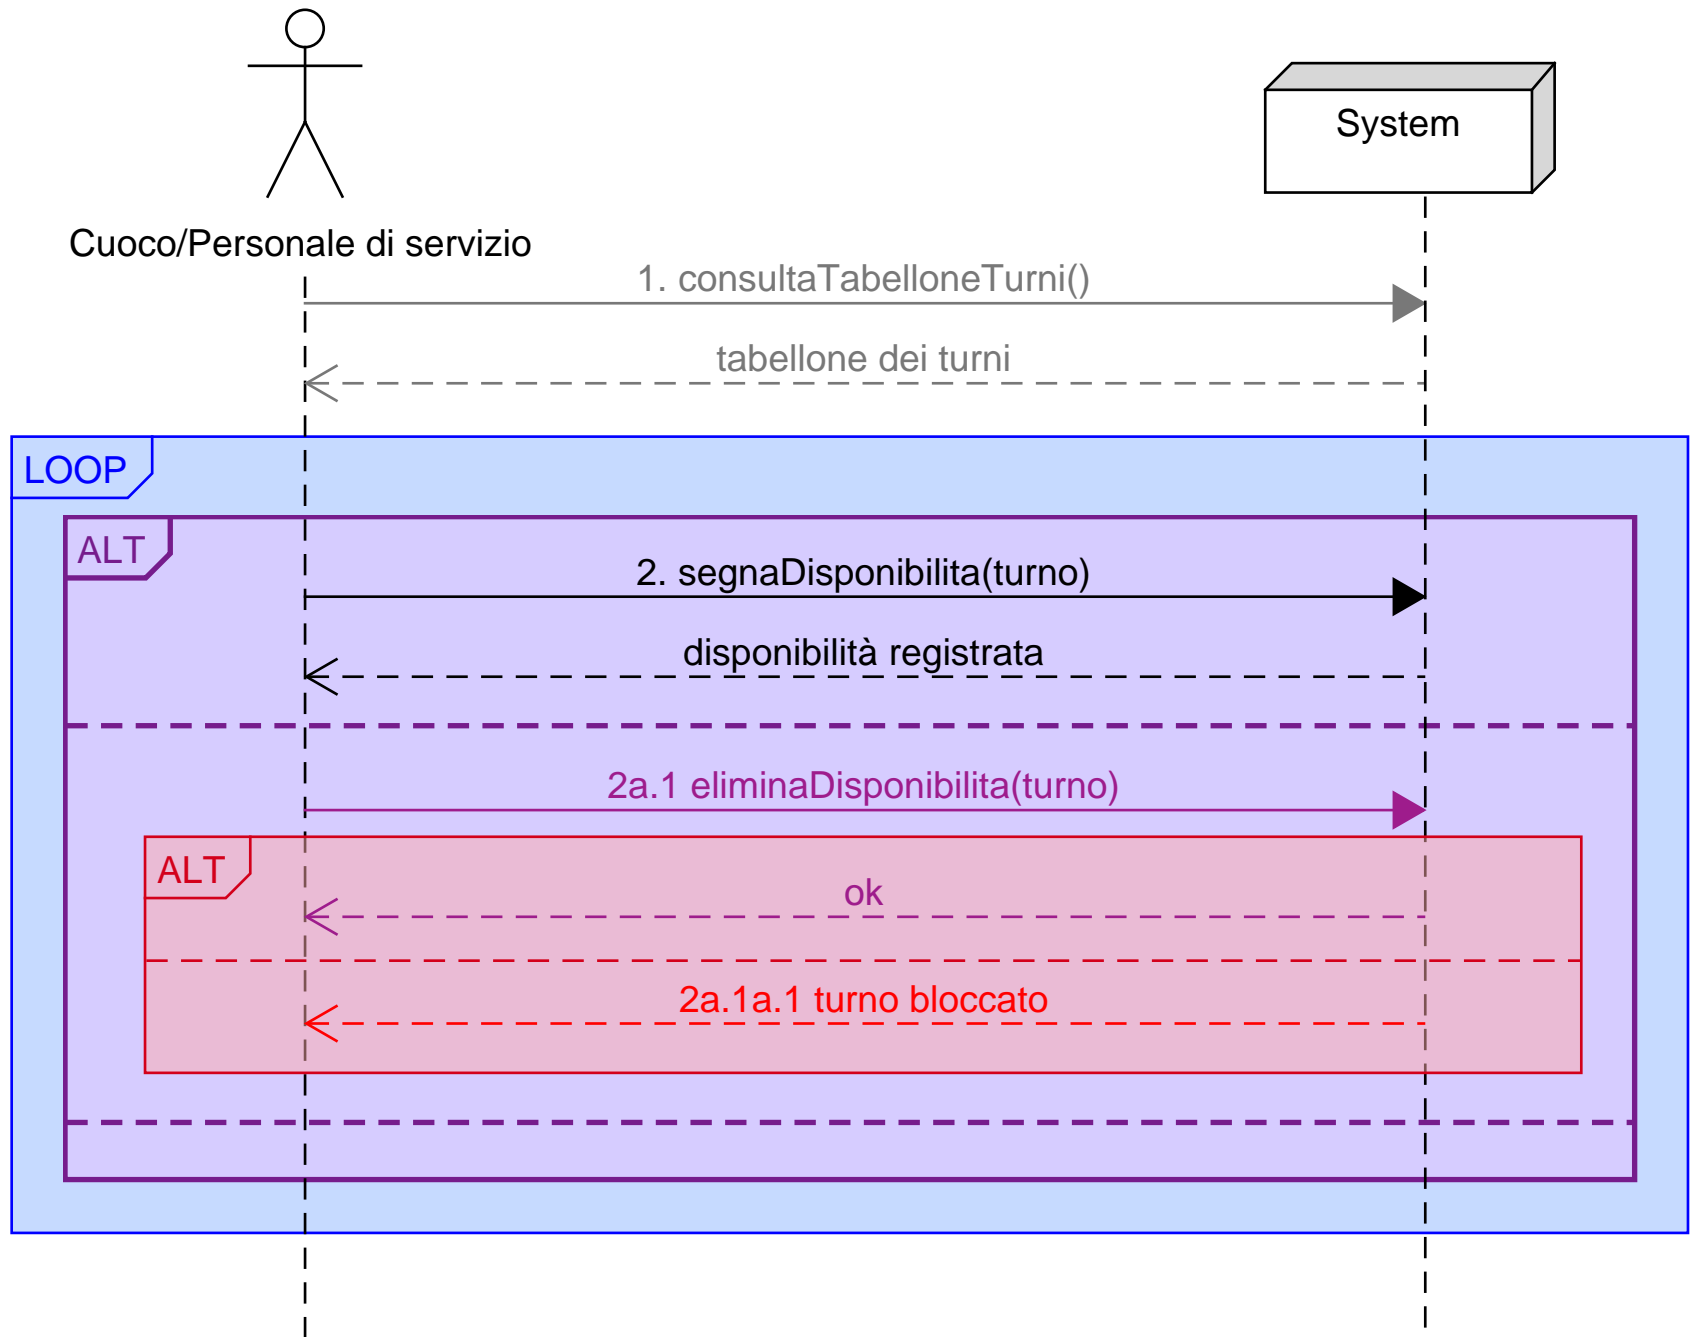 System
Cuoco/Personale di servizio
1. consultaTabelloneTurni()
tabellone dei turni
LOOP
ALT
2. segnaDisponibilita(turno)
disponibilità registrata
2a.1 eliminaDisponibilita(turno)
ALT
ok
2a.1a.1 turno bloccato